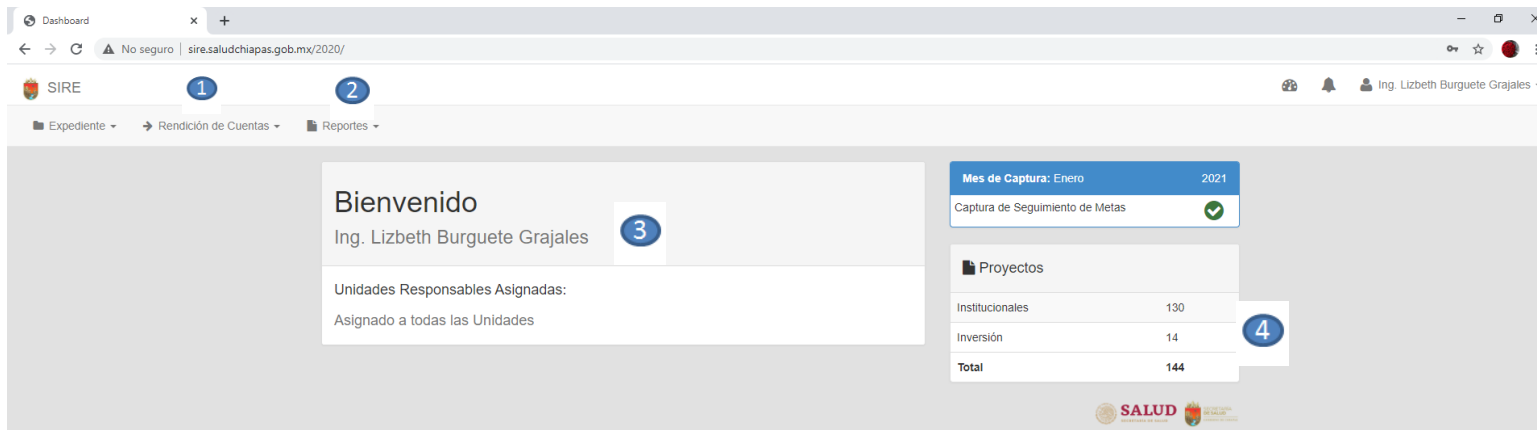 Dashboard
No seguro | sire.saludchiapas.gob.mx/2020/
SIRE
1
2
Ing. Lizbeth Burguete Grajales
Expediente
Rendición de Cuentas
Reportes
Bienvenido
Ing. Lizbeth Burguete Grajales
3
Unidades Responsables Asignadas:
Asignado a todas las Unidades
Mes de Captura: Enero 2021
Captura de Seguimiento de Metas
Proyectos
Institucionales 130
Inversión 14
Total 144
4
SALUD